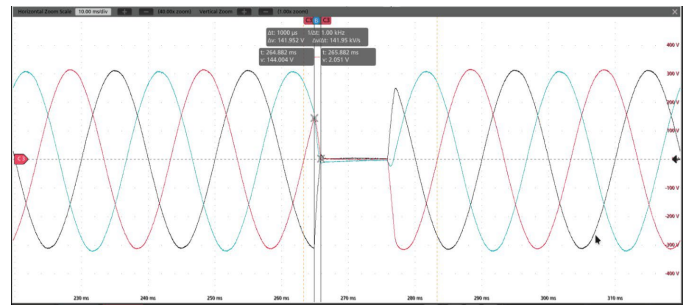 Horizontal Zoom Scale 10.00 ms/div + − (40.00x zoom) Vertical Zoom + − (1.00x zoom) ×
Δt: 1000 µs 1/Δt: 1.00 kHz
Δv: 141.952 V Δv/Δt: 141.95 kV/s
t: 264.882 ms
v: 144.004 V
t: 265.882 ms
v: 2.051 V
400 V
300 V
200 V
100 V
-100 V
-200 V
-300 V
-400 V
230 ms 240 ms 250 ms 260 ms 270 ms 280 ms 290 ms 300 ms 310 ms